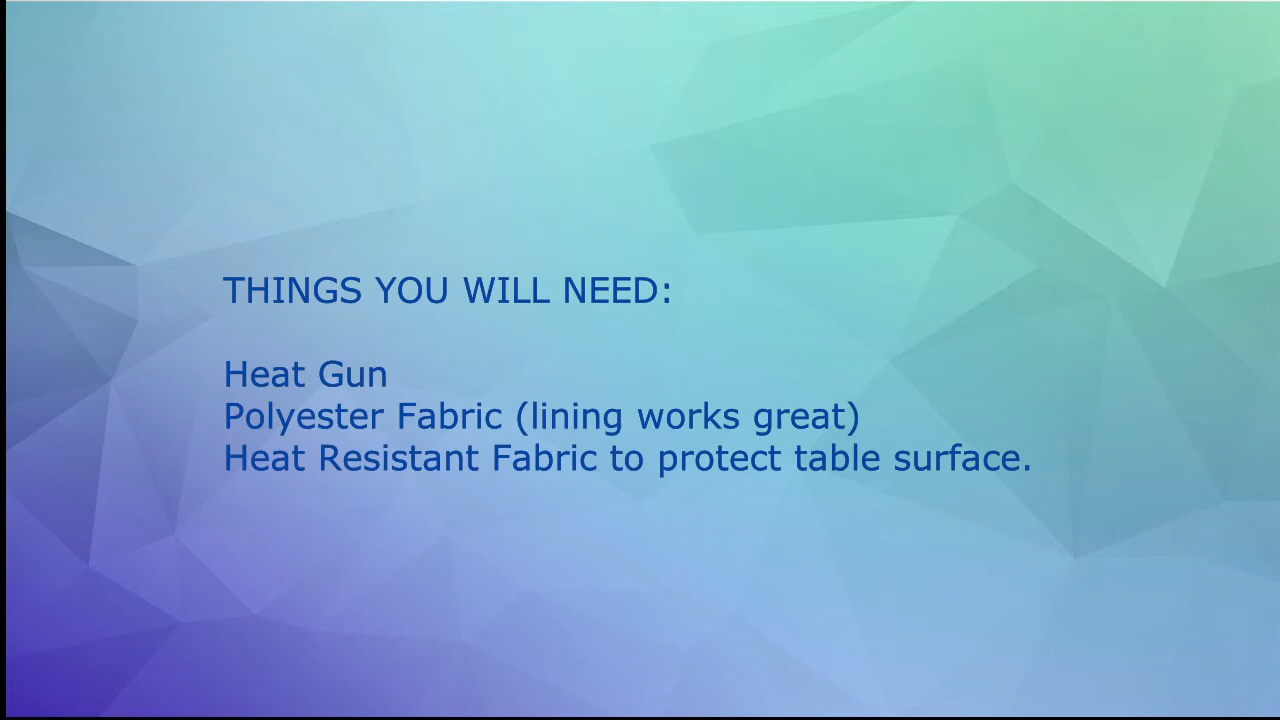 THINGS YOU WILL NEED:
Heat Gun
Polyester Fabric (lining works great)
Heat Resistant Fabric to protect table surface.